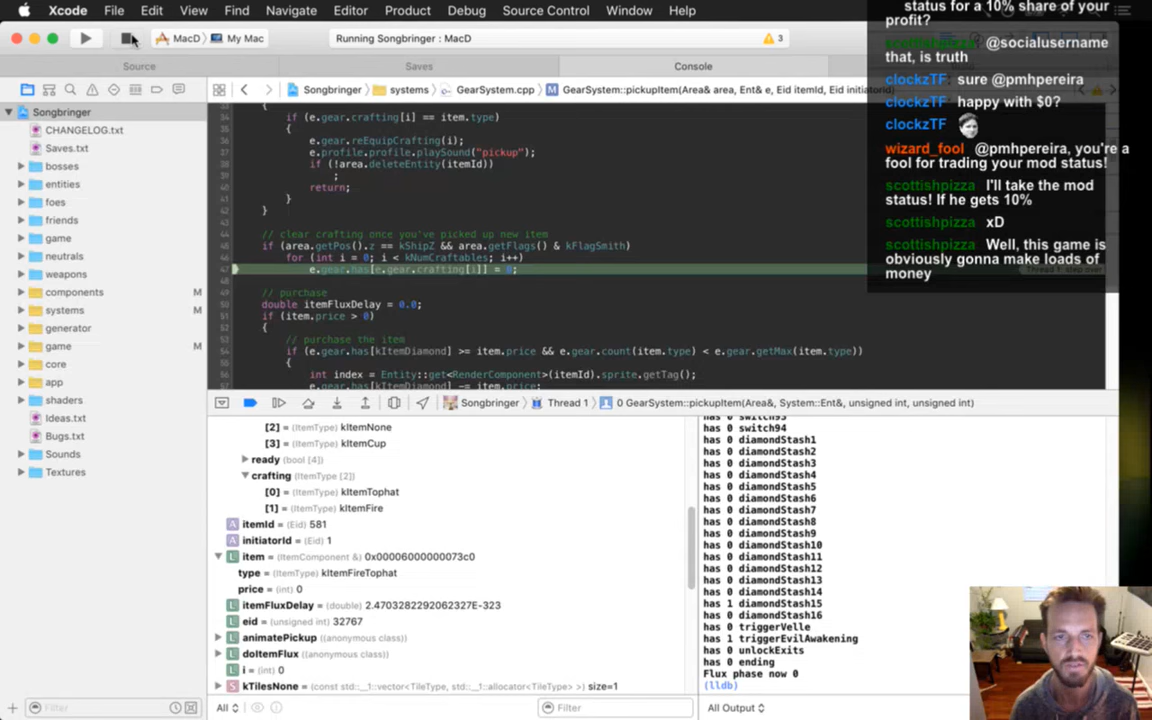 Xcode File Edit View Find Navigate Editor Product Debug Source Control Window Help
MacD My Mac
Running Songbringer : MacD
3
Source
Saves
Console
Songbringer systems GearSystem.cpp GearSystem::pickupItem(Area& area, Ent& e, Eid itemId, Eid initiatorId)
Songbringer
CHANGELOG.txt
Saves.txt
bosses
entities
foes
friends
game
neutrals
weapons
components M
systems M
generator
game M
core
app
shaders
Ideas.txt
Bugs.txt
Sounds
Textures
Filter
{
if (e.gear.crafting[i] == item.type)
{
e.gear.reEquipCrafting(i);
e.profile.profile.playSound("pickup");
if (!area.deleteEntity(itemId))
;
return;
}
}
// clear crafting once you've picked up new item
if (area.getPos().z == kShipZ && area.getFlags() & kFlagSmith)
for (int i = 0; i < kNumCraftables; i++)
e.gear.has[e.gear.crafting[i]] = 0;
// purchase
double itemFluxDelay = 0.0;
if (item.price > 0)
{
// purchase the item
if (e.gear.has[kItemDiamond] >= item.price && e.gear.count(item.type) < e.gear.getMax(item.type))
{
int index = Entity::get<RenderComponent>(itemId).sprite.getTag();
e.gear.has[kItemDiamond] -= item.price;
Songbringer Thread 1 0 GearSystem::pickupItem(Area&, System::Ent&, unsigned int, unsigned int)
[2] = (ItemType) kItemNone
[3] = (ItemType) kItemCup
ready (bool [4])
crafting (ItemType [2])
[0] = (ItemType) kItemTophat
[1] = (ItemType) kItemFire
A itemId = (Eid) 581
A initiatorId = (Eid) 1
L item = (ItemComponent &) 0x00006000000073c0
type = (ItemType) kItemFireTophat
price = (int) 0
L itemFluxDelay = (double) 2.4703282292062327E-323
L eid = (unsigned int) 32767
L animatePickup ((anonymous class))
L doItemFlux ((anonymous class))
L i = (int) 0
S kTilesNone = (const std::__1::vector<TileType, std::__1::allocator<TileType> >) size=1
All
Filter
has 0 switch93
has 0 switch94
has 0 diamondStash1
has 0 diamondStash2
has 0 diamondStash3
has 0 diamondStash4
has 0 diamondStash5
has 0 diamondStash6
has 0 diamondStash7
has 0 diamondStash8
has 0 diamondStash9
has 0 diamondStash10
has 0 diamondStash11
has 0 diamondStash12
has 0 diamondStash13
has 0 diamondStash14
has 1 diamondStash15
has 0 diamondStash16
has 0 triggerVelle
has 1 triggerEvilAwakening
has 0 unlockExits
has 0 ending
Flux phase now 0
(lldb)
All Output
status for a 10% share of your
profit?
scottishpizza @socialusername
that, is truth
clockzTF sure @pmhpereira
clockzTF happy with $0?
clockzTF
wizard_fool @pmhpereira, you're a
fool for trading your mod status!
scottishpizza I'll take the mod
status! If he gets 10%
scottishpizza xD
scottishpizza Well, this game is
obviously gonna make loads of
money